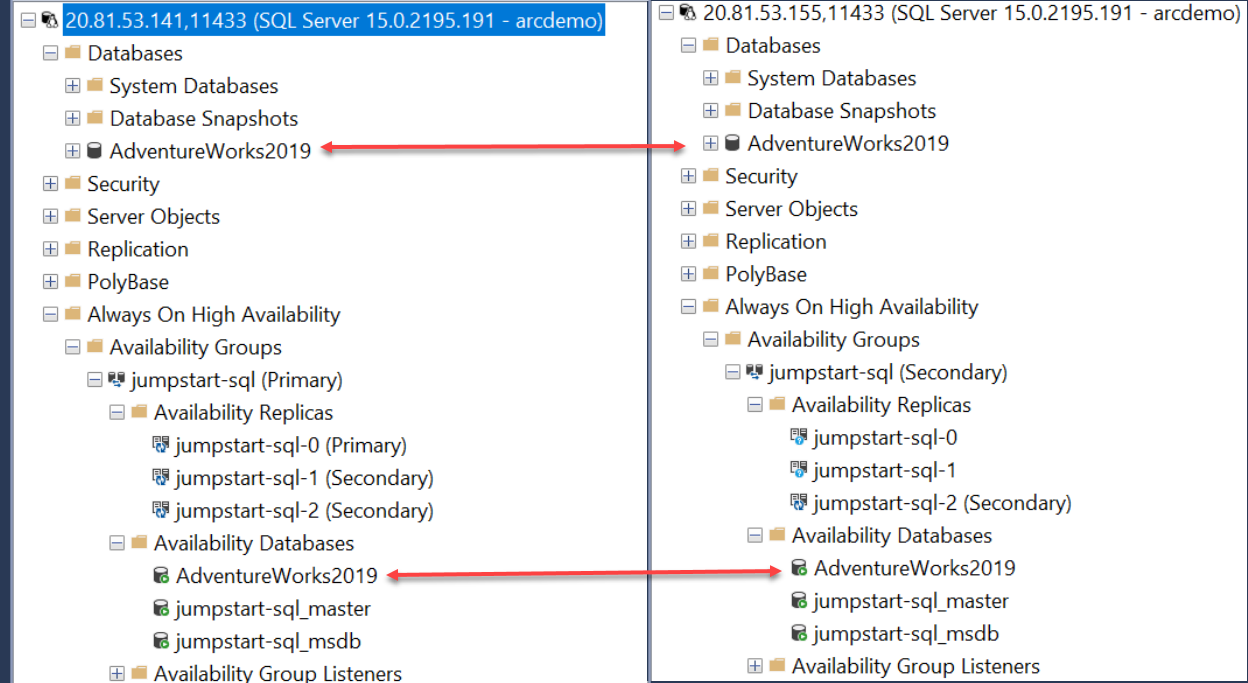 20.81.53.141,11433 (SQL Server 15.0.2195.191 - arcdemo)
Databases
System Databases
Database Snapshots
AdventureWorks2019
Security
Server Objects
Replication
PolyBase
Always On High Availability
Availability Groups
jumpstart-sql (Primary)
Availability Replicas
jumpstart-sql-0 (Primary)
jumpstart-sql-1 (Secondary)
jumpstart-sql-2 (Secondary)
Availability Databases
AdventureWorks2019
jumpstart-sql_master
jumpstart-sql_msdb
Availability Group Listeners
20.81.53.155,11433 (SQL Server 15.0.2195.191 - arcdemo)
Databases
System Databases
Database Snapshots
AdventureWorks2019
Security
Server Objects
Replication
PolyBase
Always On High Availability
Availability Groups
jumpstart-sql (Secondary)
Availability Replicas
jumpstart-sql-0
jumpstart-sql-1
jumpstart-sql-2 (Secondary)
Availability Databases
AdventureWorks2019
jumpstart-sql_master
jumpstart-sql_msdb
Availability Group Listeners